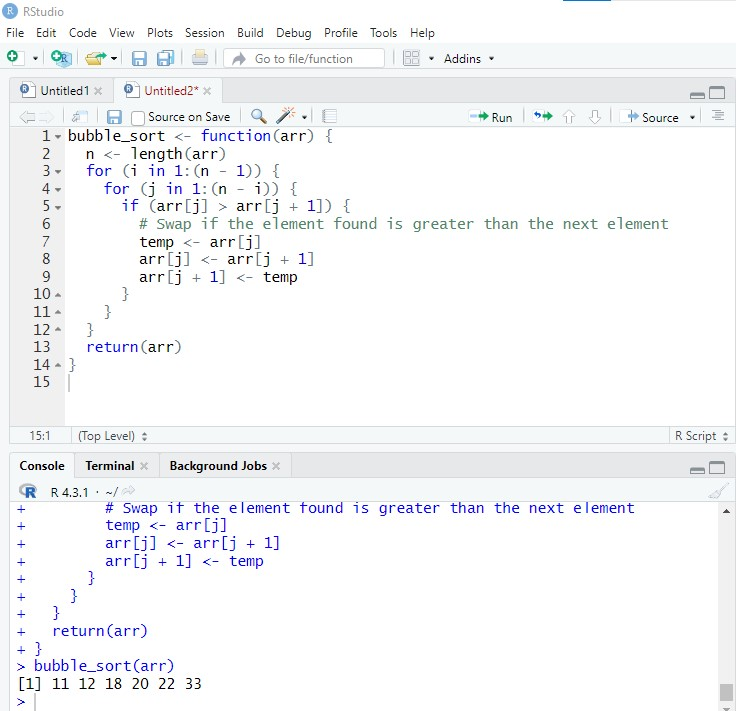 RStudio
File Edit Code View Plots Session Build Debug Profile Tools Help
Go to file/function Addins
Untitled1 Untitled2*
Source on Save Run Source
1 bubble_sort <- function(arr) {
2   n <- length(arr)
3   for (i in 1:(n - 1)) {
4     for (j in 1:(n - i)) {
5       if (arr[j] > arr[j + 1]) {
6         # Swap if the element found is greater than the next element
7         temp <- arr[j]
8         arr[j] <- arr[j + 1]
9         arr[j + 1] <- temp
10       }
11     }
12   }
13   return(arr)
14 }
15
15:1 (Top Level) R Script
Console Terminal Background Jobs
R R 4.3.1 · ~/
+         # Swap if the element found is greater than the next element
+         temp <- arr[j]
+         arr[j] <- arr[j + 1]
+         arr[j + 1] <- temp
+       }
+     }
+   }
+   return(arr)
+ }
> bubble_sort(arr)
[1] 11 12 18 20 22 33
>